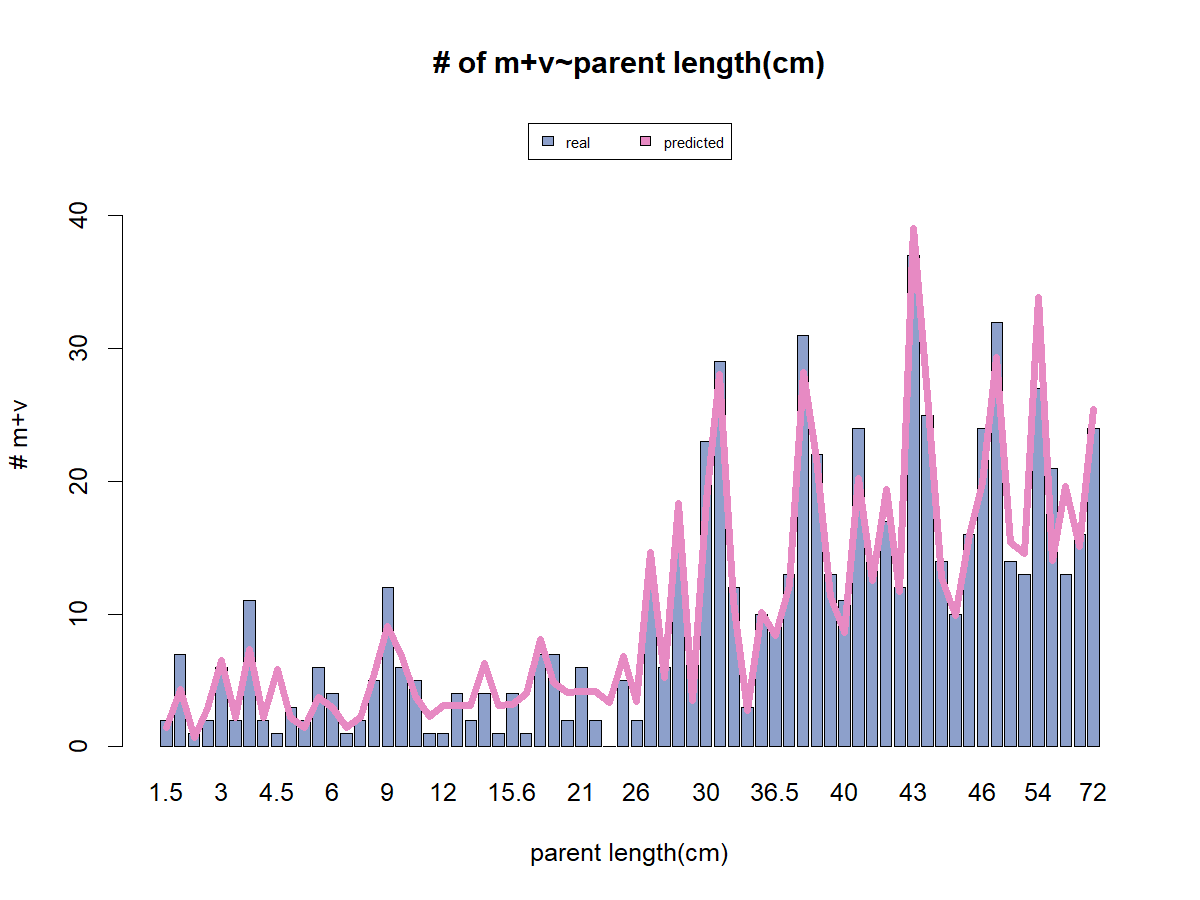 # of m+v~parent length(cm)
real predicted
40
30
20
10
0
# m+v
1.5 3 4.5 6 9 12 15.6 21 26 30 36.5 40 43 46 54 72
parent length(cm)